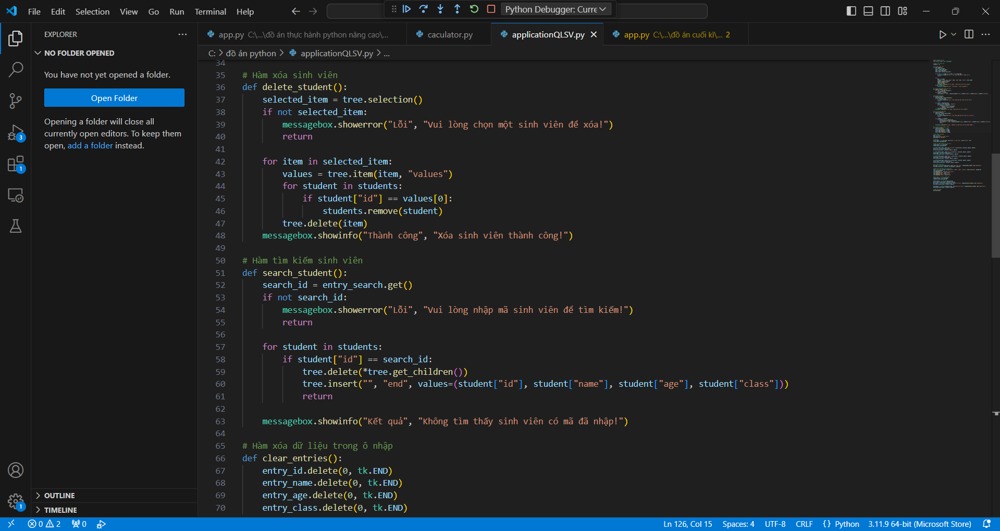 File Edit Selection View Go Run Terminal Help
Python Debugger: Curre
EXPLORER
NO FOLDER OPENED
You have not yet opened a folder.
Open Folder
Opening a folder will close all
currently open editors. To keep them
open, add a folder instead.
OUTLINE
TIMELINE
3
1
1
app.py C:\...\đồ án thực hành python nâng cao\...
caculator.py
applicationQLSV.py
app.py C:\...\đồ án cuối kì\... 2
C: > đồ án python > applicationQLSV.py > ...
34
35 # Hàm xóa sinh viên
36 def delete_student():
37     selected_item = tree.selection()
38     if not selected_item:
39         messagebox.showerror("Lỗi", "Vui lòng chọn một sinh viên để xóa!")
40         return
41
42     for item in selected_item:
43         values = tree.item(item, "values")
44         for student in students:
45             if student["id"] == values[0]:
46                 students.remove(student)
47         tree.delete(item)
48     messagebox.showinfo("Thành công", "Xóa sinh viên thành công!")
49
50 # Hàm tìm kiếm sinh viên
51 def search_student():
52     search_id = entry_search.get()
53     if not search_id:
54         messagebox.showerror("Lỗi", "Vui lòng nhập mã sinh viên để tìm kiếm!")
55         return
56
57     for student in students:
58         if student["id"] == search_id:
59             tree.delete(*tree.get_children())
60             tree.insert("", "end", values=(student["id"], student["name"], student["age"], student["class"]))
61             return
62
63     messagebox.showinfo("Kết quả", "Không tìm thấy sinh viên có mã đã nhập!")
64
65 # Hàm xóa dữ liệu trong ô nhập
66 def clear_entries():
67     entry_id.delete(0, tk.END)
68     entry_name.delete(0, tk.END)
69     entry_age.delete(0, tk.END)
70     entry_class.delete(0, tk.END)
0 2 0
Ln 126, Col 15 Spaces: 4 UTF-8 CRLF {} Python 3.11.9 64-bit (Microsoft Store)